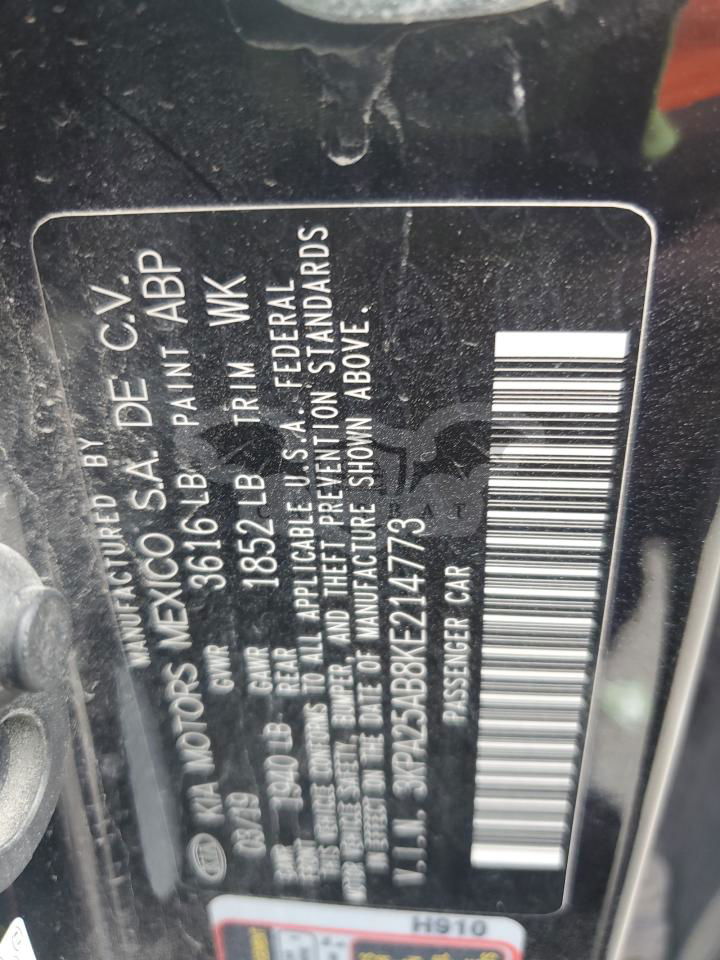 MANUFACTURED BY
KIA MOTORS MEXICO S.A. DE C.V.
03/19 GVWR 3616 LB PAINT ABP
GAWR FRONT 1940 LB GAWR REAR 1852 LB TRIM WK
THIS VEHICLE CONFORMS TO ALL APPLICABLE U.S.A. FEDERAL
MOTOR VEHICLE SAFETY, BUMPER, AND THEFT PREVENTION STANDARDS
IN EFFECT ON THE DATE OF MANUFACTURE SHOWN ABOVE.
V.I.N. 3KPA25AB8KE214773
PASSENGER CAR
H910